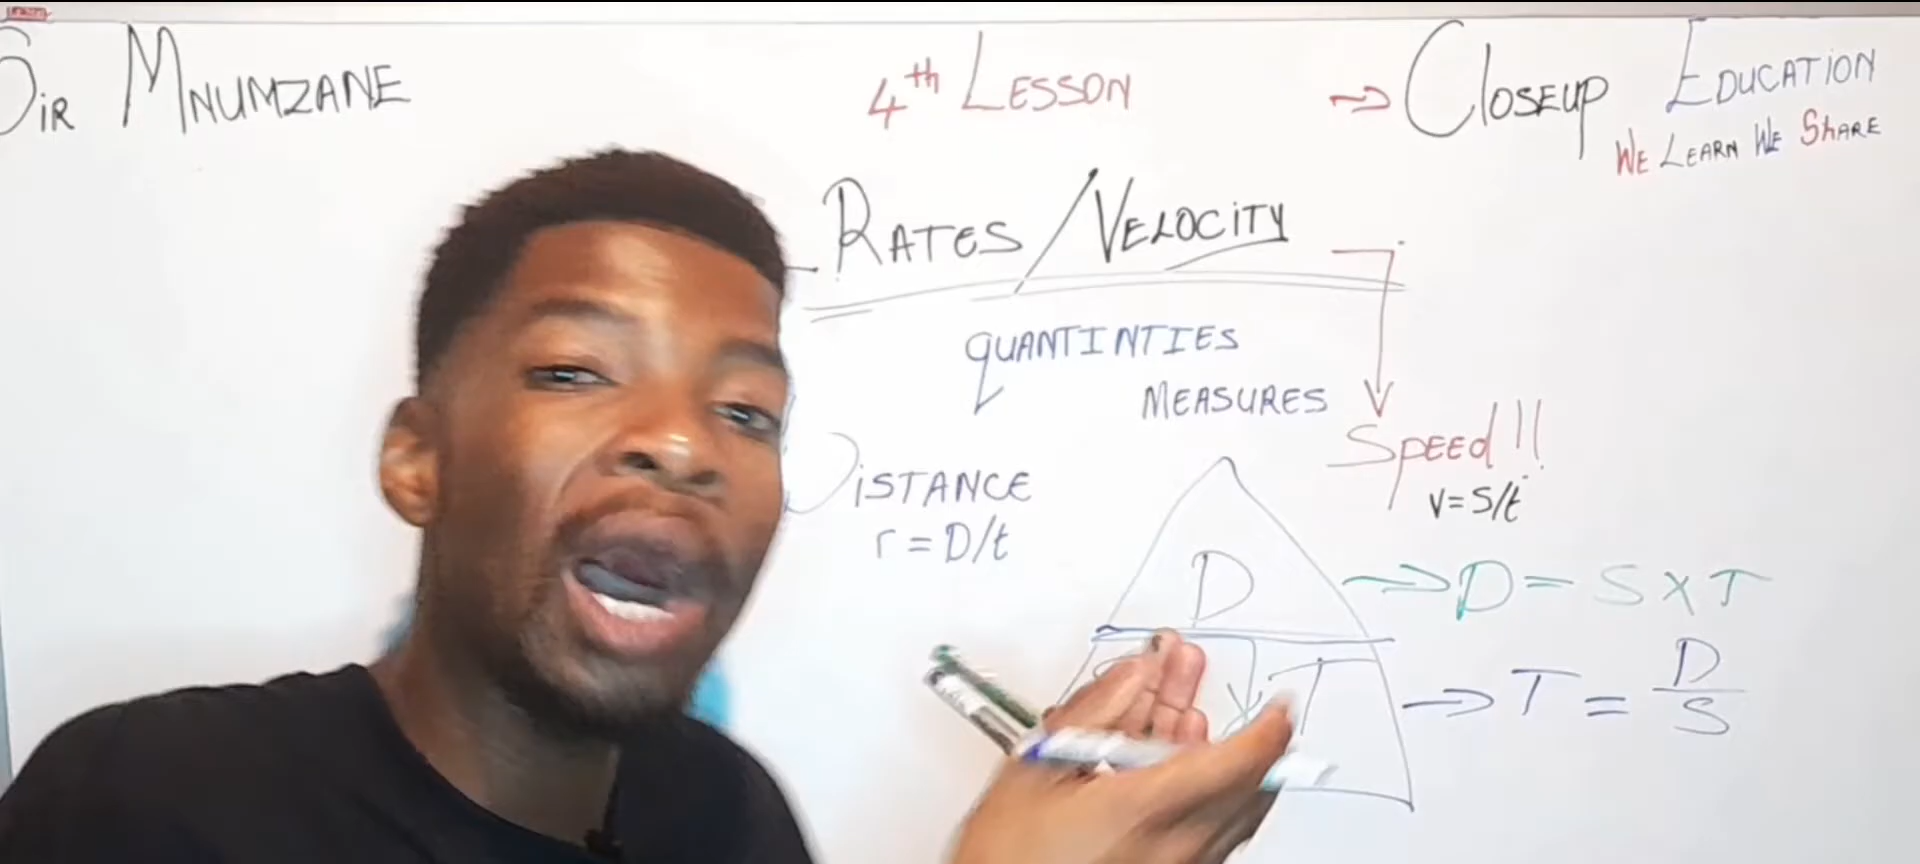 Sir Mnumzane
4th Lesson
→ Closeup Education
We Learn We Share
Rates/Velocity
Quantinties
Measures
Speed!!
v=s/t
Distance
r=D/t
D
→ D = S x T
T
→ T = D/S